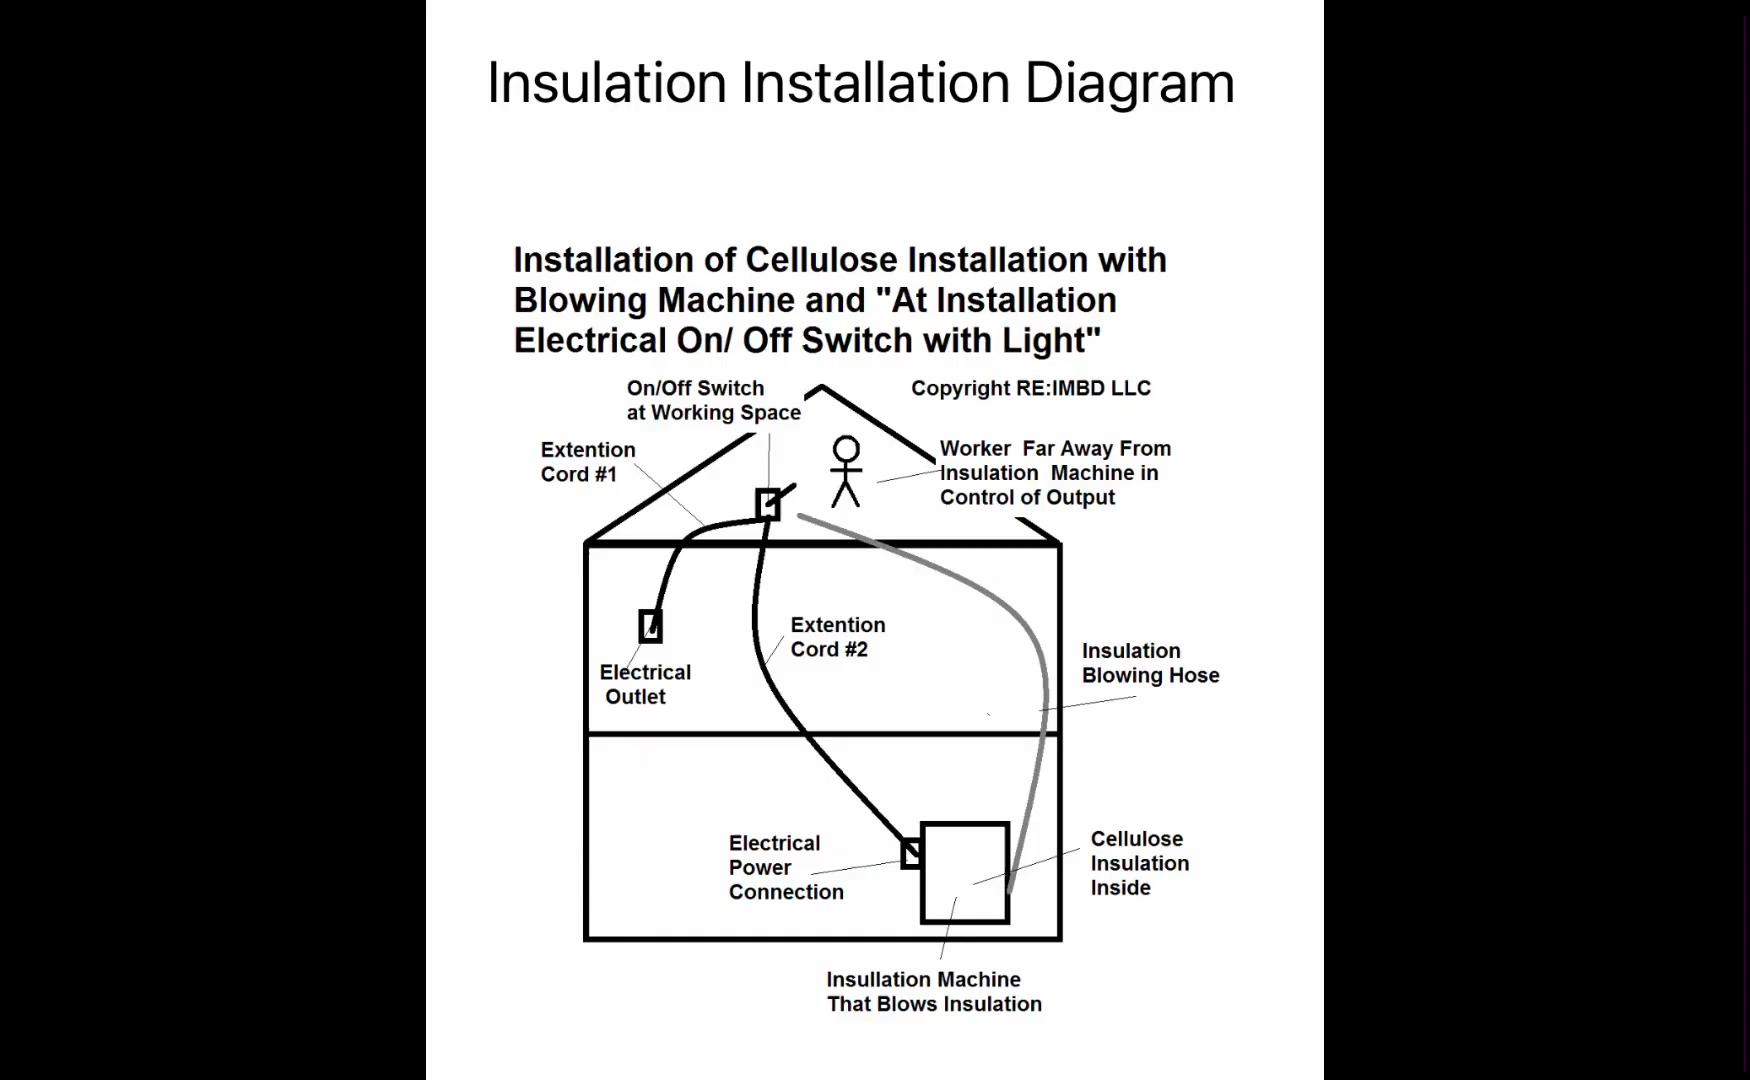 Insulation Installation Diagram
Installation of Cellulose Installation with
Blowing Machine and "At Installation
Electrical On/ Off Switch with Light"
On/Off Switch
at Working Space
Copyright RE:IMBD LLC
Extention
Cord #1
Worker  Far Away From
Insulation  Machine in
Control of Output
Extention
Cord #2
Electrical
Outlet
Insulation
Blowing Hose
Electrical
Power
Connection
Cellulose
Insulation
Inside
Insullation Machine
That Blows Insulation